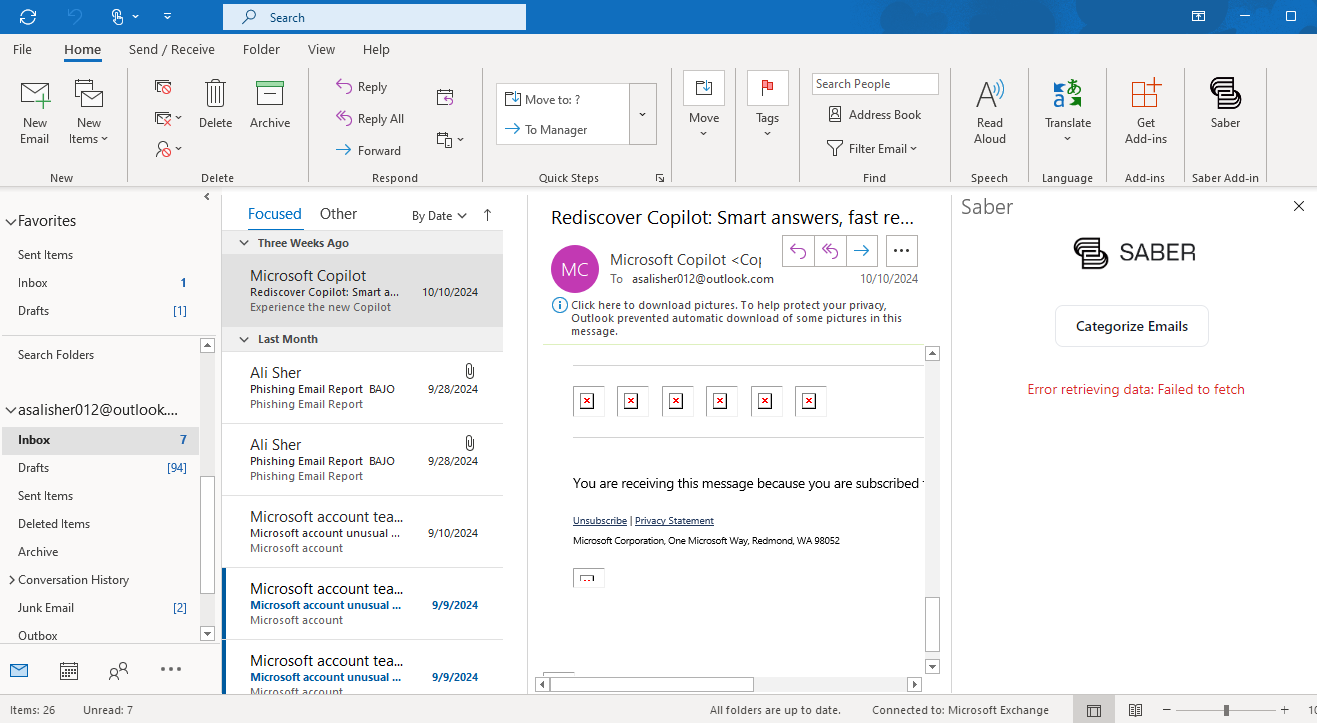 Search
File
Home
Send / Receive
Folder
View
Help
New
Email
New
Items
New
Delete
Archive
Delete
Reply
Reply All
Forward
Respond
Move to: ?
To Manager
Quick Steps
Move
Tags
Search People
Address Book
Filter Email
Find
Read
Aloud
Speech
Translate
Language
Get
Add-ins
Add-ins
Saber
Saber Add-in
Favorites
Sent Items
Inbox 1
Drafts [1]
Search Folders
asalisher012@outlook....
Inbox 7
Drafts [94]
Sent Items
Deleted Items
Archive
Conversation History
Junk Email [2]
Outbox
Focused Other By Date
Three Weeks Ago
Microsoft Copilot
Rediscover Copilot: Smart a... 10/10/2024
Experience the new Copilot
Last Month
Ali Sher
Phishing Email Report BAJO 9/28/2024
Phishing Email Report
Ali Sher
Phishing Email Report BAJO 9/28/2024
Phishing Email Report
Microsoft account tea...
Microsoft account unusual ... 9/10/2024
Microsoft account
Microsoft account tea...
Microsoft account unusual ... 9/9/2024
Microsoft account
Microsoft account tea...
Microsoft account unusual ... 9/9/2024
Microsoft account
Rediscover Copilot: Smart answers, fast re...
MC
Microsoft Copilot <Cop
To asalisher012@outlook.com 10/10/2024
Click here to download pictures. To help protect your privacy,
Outlook prevented automatic download of some pictures in this
message.
You are receiving this message because you are subscribed
Unsubscribe | Privacy Statement
Microsoft Corporation, One Microsoft Way, Redmond, WA 98052
Saber
SABER
Categorize Emails
Error retrieving data: Failed to fetch
Items: 26 Unread: 7 All folders are up to date. Connected to: Microsoft Exchange